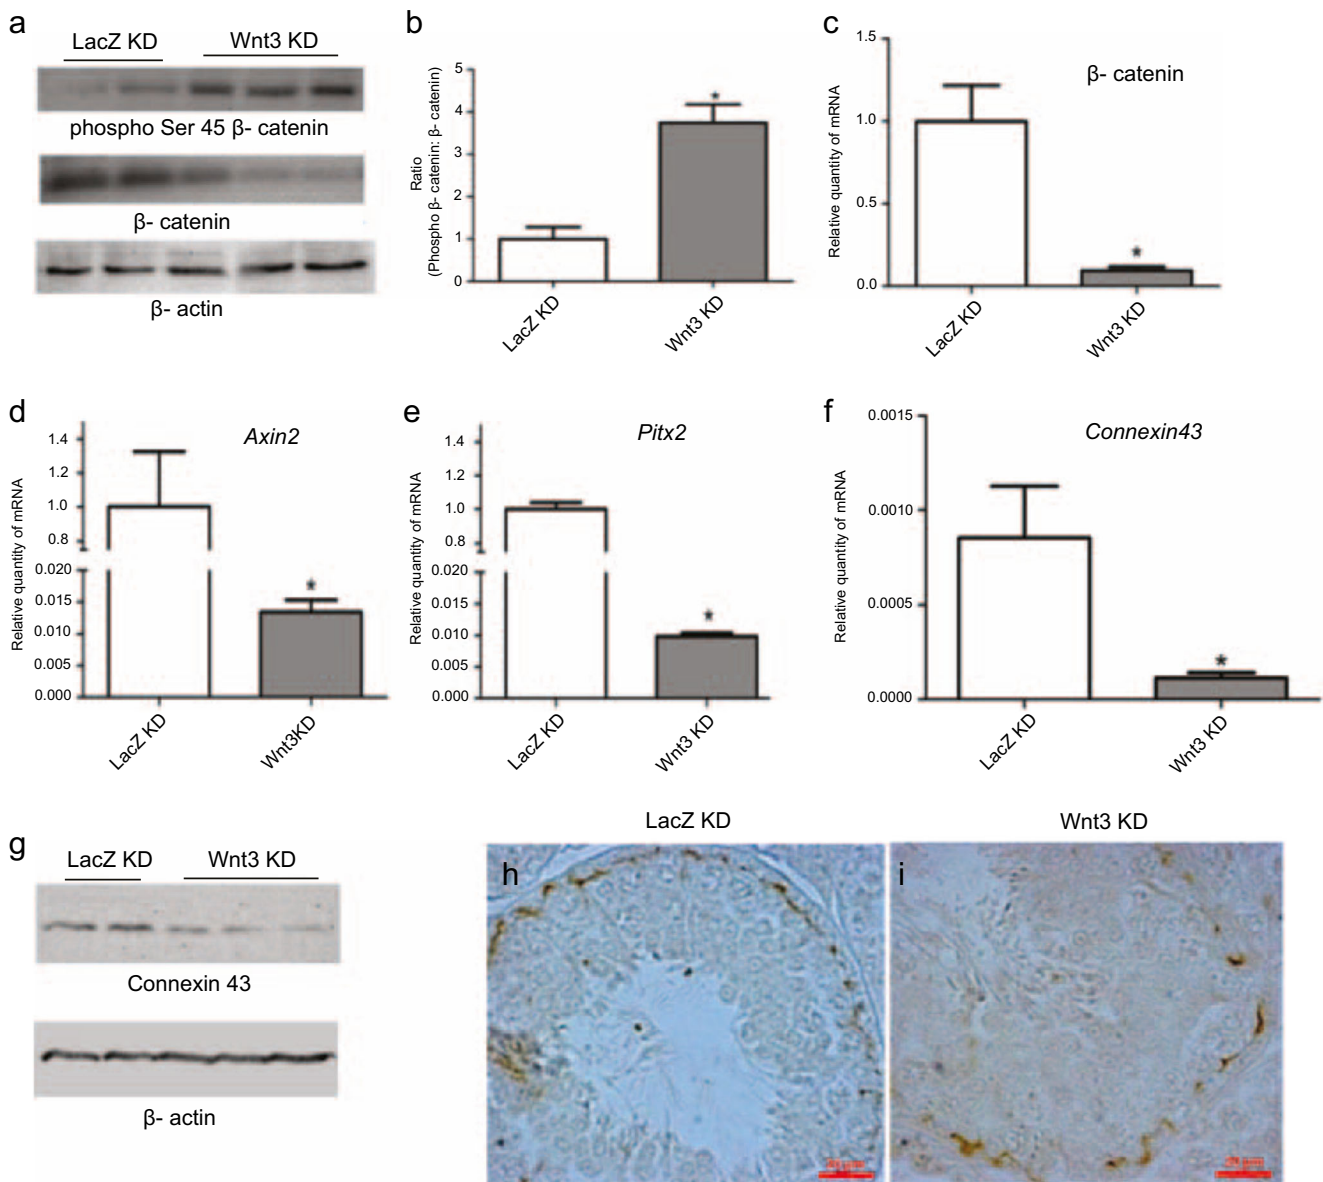 a
LacZ KD
Wnt3 KD
phospho Ser 45 β- catenin
β- catenin
β- actin
b
Ratio
(Phospho β- catenin: β- catenin)
5
4
3
2
1
0
*
LacZ KD
Wnt3 KD
c
β- catenin
Relative quantity of mRNA
1.5
1.0
0.5
0.0
*
LacZ KD
Wnt3 KD
d
Axin2
Relative quantity of mRNA
1.4
1.2
1.0
0.8
0.020
0.015
0.010
0.005
0.000
*
LacZ KD
Wnt3KD
e
Pitx2
Relative quantity of mRNA
1.4
1.2
1.0
0.8
0.020
0.015
0.010
0.005
0.000
*
LacZ KD
Wnt3 KD
f
Connexin43
Relative quantity of mRNA
0.0015
0.0010
0.0005
0.0000
*
LacZ KD
Wnt3 KD
g
LacZ KD
Wnt3 KD
Connexin 43
β- actin
LacZ KD
h
Wnt3 KD
i